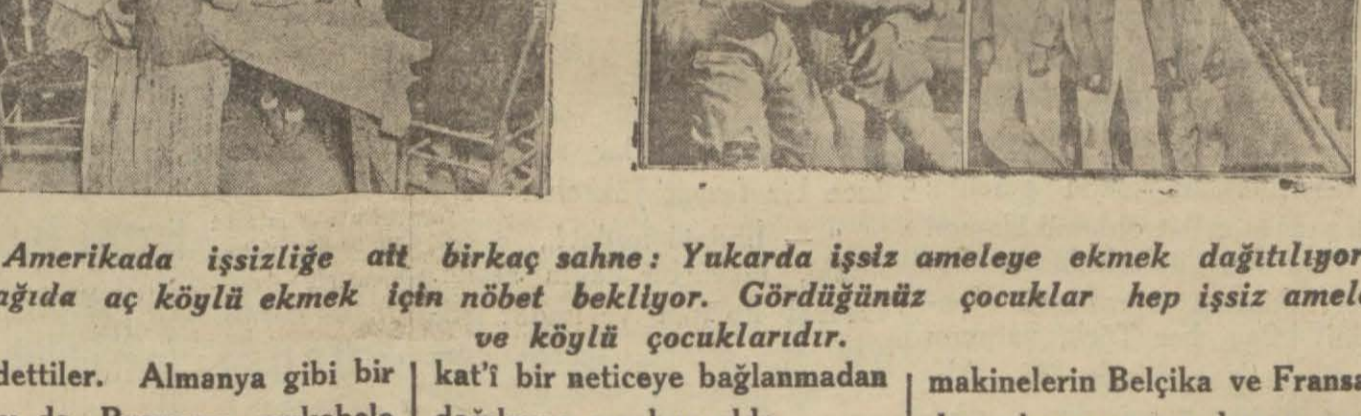 Amerikada işsizliğe ait birkaç sahne: Yukarda işsiz ameleye ekmek dağıtılıyor
ağıda aç köylü ekmek için nöbet bekliyor. Gördüğünüz çocuklar hep işsiz amel
ve köylü çocuklarıdır.
dettiler. Almanya gibi bir
kat'î bir neticeye bağlanmadan
makinelerin Belçika ve Fransa